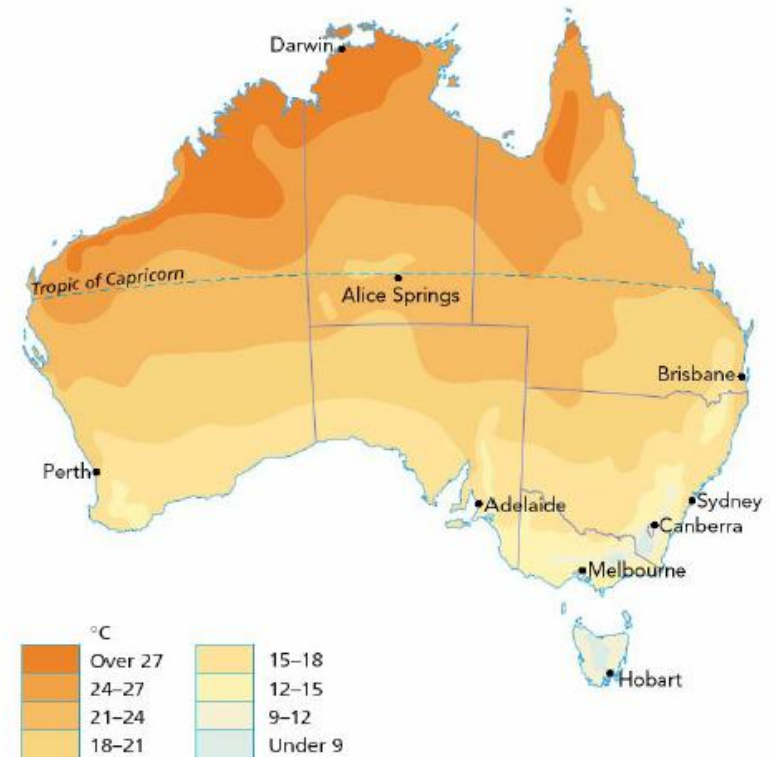 Darwin
Tropic of Capricorn
Alice Springs
Brisbane
Perth
Adelaide
Sydney
Canberra
Melbourne
Hobart
°C
Over 27
24–27
21–24
18–21
15–18
12–15
9–12
Under 9